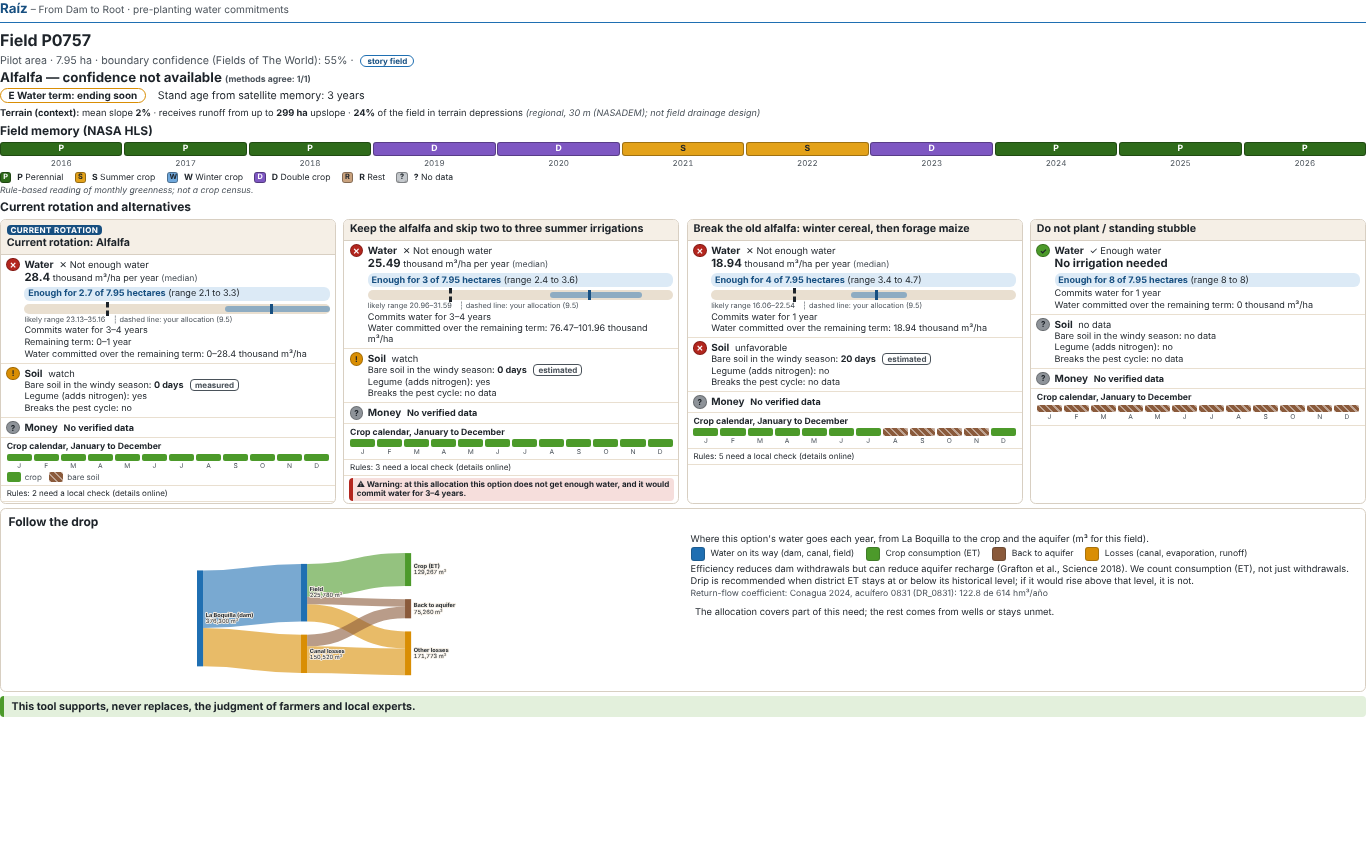 Raíz – From Dam to Root · pre-planting water commitments
Field P0757
Pilot area · 7.95 ha · boundary confidence (Fields of The World): 55% · story field
Alfalfa — confidence not available (methods agree: 1/1)
E Water term: ending soon Stand age from satellite memory: 3 years
Terrain (context): mean slope 2% · receives runoff from up to 299 ha upslope · 24% of the field in terrain depressions (regional, 30 m (NASADEM); not field drainage design)
Field memory (NASA HLS)
P P P D D S S D P P P
2016 2017 2018 2019 2020 2021 2022 2023 2024 2025 2026
P P Perennial S S Summer crop W W Winter crop D D Double crop R R Rest ? ? No data
Rule-based reading of monthly greenness; not a crop census.
Current rotation and alternatives
CURRENT ROTATION
Current rotation: Alfalfa
✕ Water ✕ Not enough water
28.4 thousand m³/ha per year (median)
Enough for 2.7 of 7.95 hectares (range 2.1 to 3.3)
likely range 23.13–35.16 ┆ dashed line: your allocation (9.5)
Commits water for 3–4 years
Remaining term: 0–1 year
Water committed over the remaining term: 0–28.4 thousand m³/ha
! Soil watch
Bare soil in the windy season: 0 days measured
Legume (adds nitrogen): yes
Breaks the pest cycle: no
? Money No verified data
Crop calendar, January to December
J F M A M J J A S O N D
crop bare soil
Rules: 2 need a local check (details online)
Keep the alfalfa and skip two to three summer irrigations
✕ Water ✕ Not enough water
25.49 thousand m³/ha per year (median)
Enough for 3 of 7.95 hectares (range 2.4 to 3.6)
likely range 20.96–31.59 ┆ dashed line: your allocation (9.5)
Commits water for 3–4 years
Water committed over the remaining term: 76.47–101.96 thousand
m³/ha
! Soil watch
Bare soil in the windy season: 0 days estimated
Legume (adds nitrogen): yes
Breaks the pest cycle: no data
? Money No verified data
Crop calendar, January to December
J F M A M J J A S O N D
Rules: 3 need a local check (details online)
⚠ Warning: at this allocation this option does not get enough water, and it would
commit water for 3–4 years.
Break the old alfalfa: winter cereal, then forage maize
✕ Water ✕ Not enough water
18.94 thousand m³/ha per year (median)
Enough for 4 of 7.95 hectares (range 3.4 to 4.7)
likely range 16.06–22.54 ┆ dashed line: your allocation (9.5)
Commits water for 1 year
Water committed over the remaining term: 18.94 thousand m³/ha
✕ Soil unfavorable
Bare soil in the windy season: 20 days estimated
Legume (adds nitrogen): no
Breaks the pest cycle: no data
? Money No verified data
Crop calendar, January to December
J F M A M J J A S O N D
Rules: 5 need a local check (details online)
Do not plant / standing stubble
✓ Water ✓ Enough water
No irrigation needed
Enough for 8 of 7.95 hectares (range 8 to 8)
Commits water for 1 year
Water committed over the remaining term: 0 thousand m³/ha
? Soil no data
Bare soil in the windy season: no data
Legume (adds nitrogen): no
Breaks the pest cycle: no data
? Money No verified data
Crop calendar, January to December
J F M A M J J A S O N D
Follow the drop
La Boquilla (dam)
376,300 m³
Field
225,780 m³
Canal losses
150,520 m³
Crop (ET)
129,267 m³
Back to aquifer
75,260 m³
Other losses
171,773 m³
Where this option's water goes each year, from La Boquilla to the crop and the aquifer (m³ for this field).
Water on its way (dam, canal, field) Crop consumption (ET) Back to aquifer Losses (canal, evaporation, runoff)
Efficiency reduces dam withdrawals but can reduce aquifer recharge (Grafton et al., Science 2018). We count consumption (ET), not just withdrawals.
Drip is recommended when district ET stays at or below its historical level; if it would rise above that level, it is not.
Return-flow coefficient: Conagua 2024, acuífero 0831 (DR_0831): 122.8 de 614 hm³/año
The allocation covers part of this need; the rest comes from wells or stays unmet.
This tool supports, never replaces, the judgment of farmers and local experts.